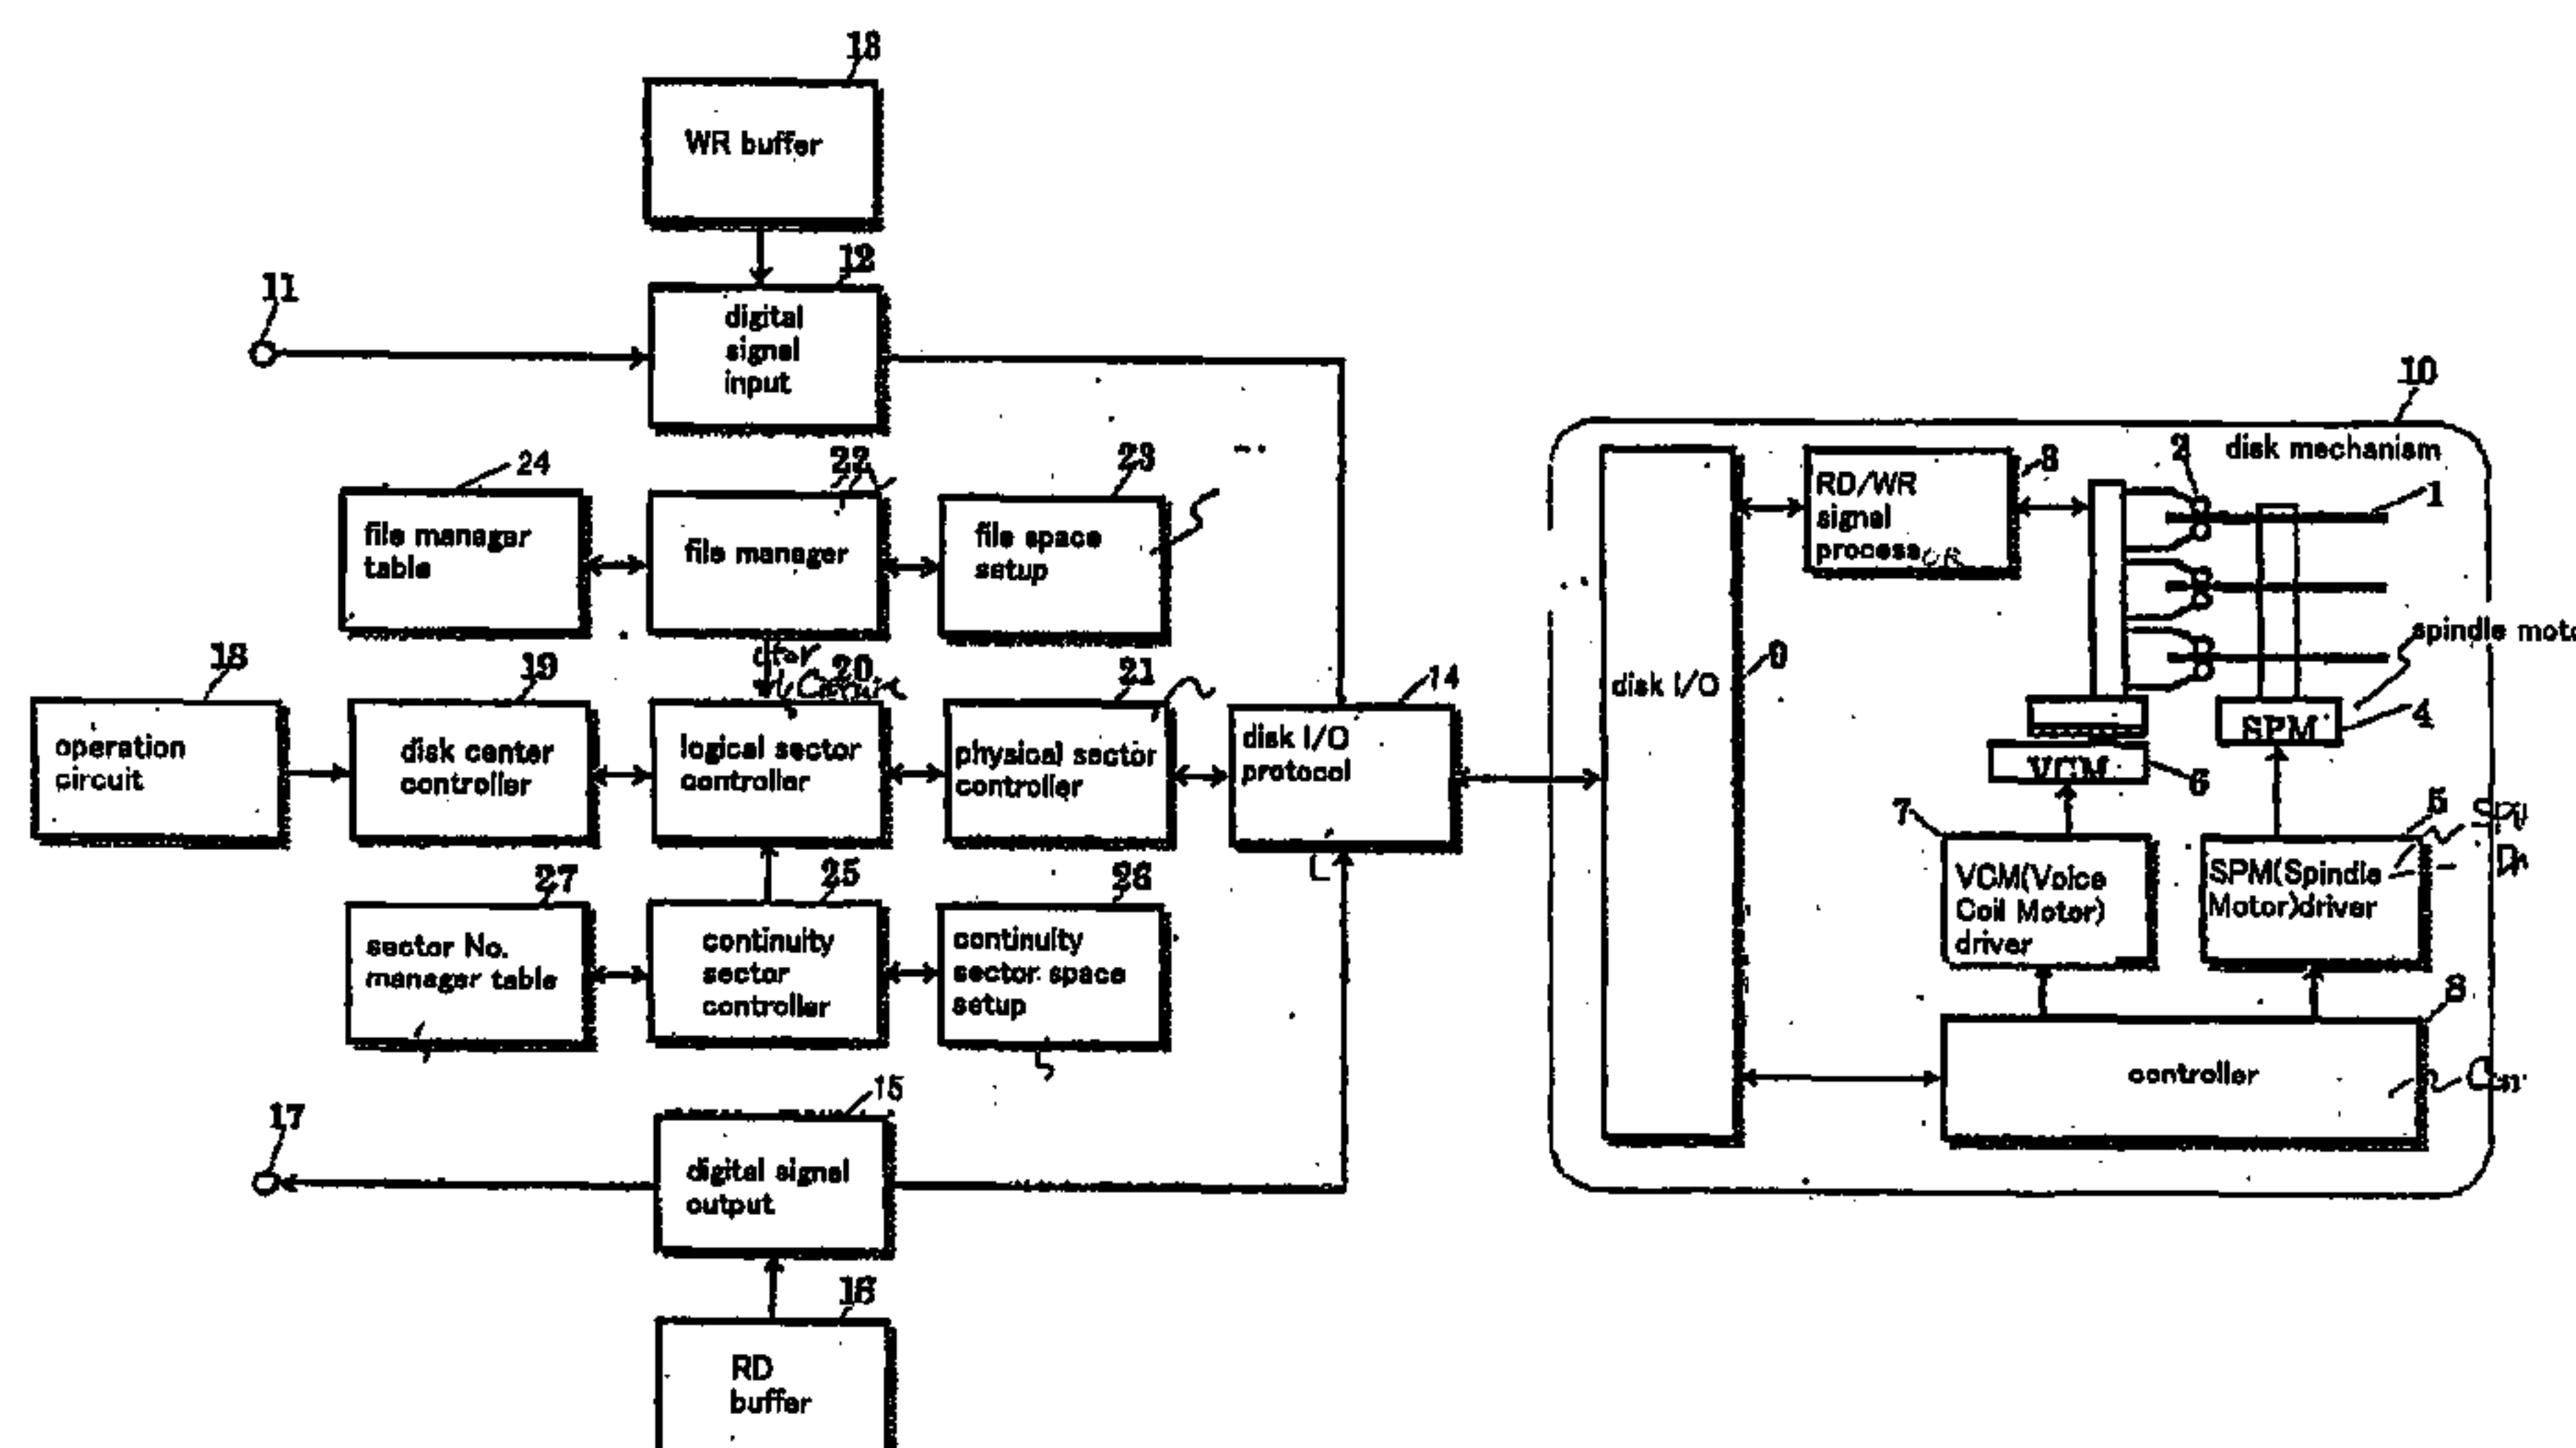 18
WR buffer
12
11
digital
signal
input
10
disk mechanism
24
22
23
file manager
table
file manager
file space
setup
RD/WR
signal
processOR
8
2
1
spindle
18
19
20
21
14
operation
circuit
disk center
controller
logical sector
controller
physical sector
controller
disk I/O
protocol
disk I/O
9
SPM
4
VCM
6
27
25
26
sector No.
manager table
continuity
sector
controller
continuity
sector space
setup
7
VCM(Voice
Coil Motor)
driver
5
SPM(Spindle
Motor)driver
8
controller
15
17
digital signal
output
16
RD
buffer